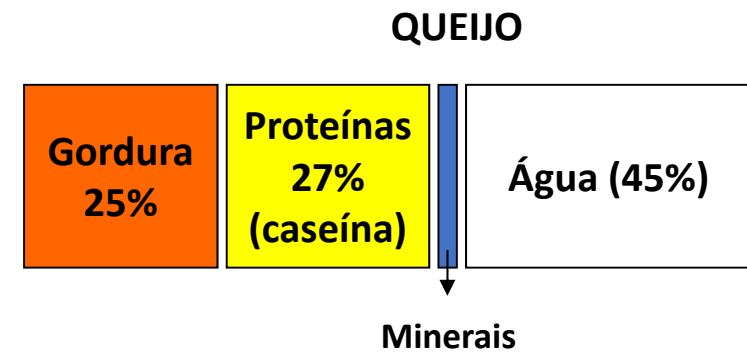 QUEIJO
Gordura
25%
Proteínas
27%
(caseína)
Água (45%)
Minerais